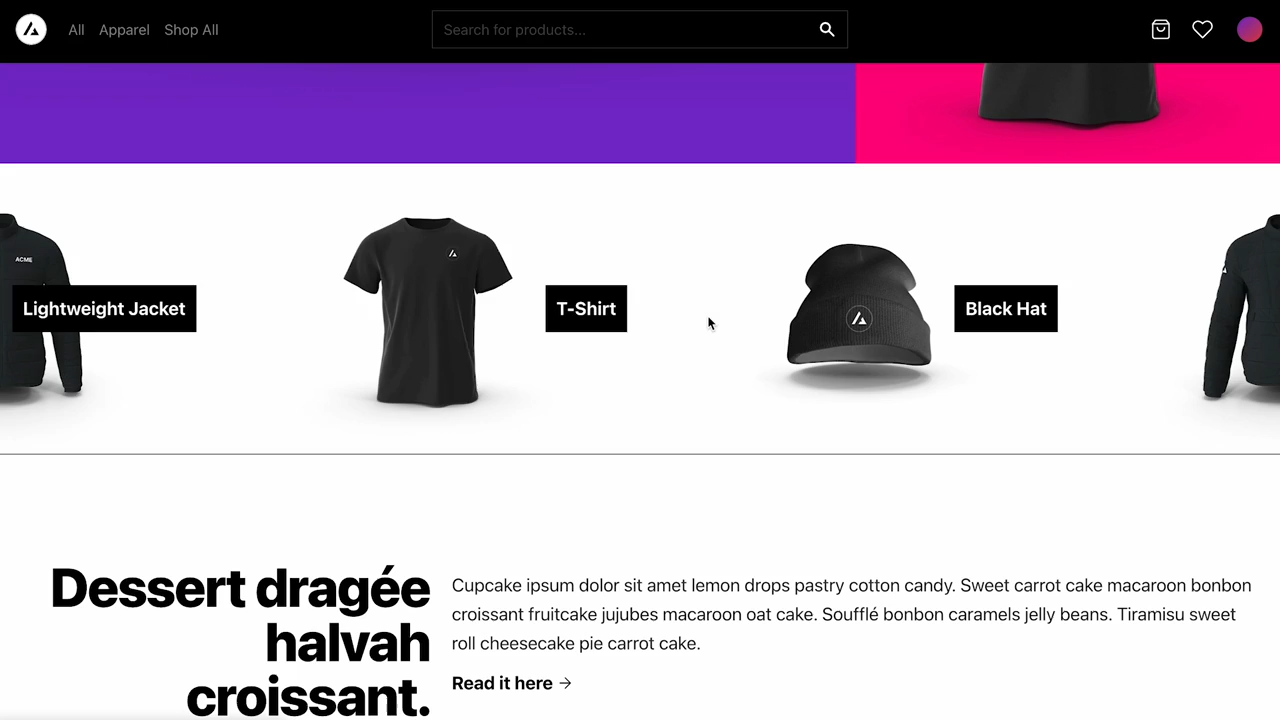 All Apparel Shop All
Search for products...
ACME
Lightweight Jacket
T-Shirt
Black Hat
Dessert dragée
halvah
croissant.
Cupcake ipsum dolor sit amet lemon drops pastry cotton candy. Sweet carrot cake macaroon bonbon
croissant fruitcake jujubes macaroon oat cake. Soufflé bonbon caramels jelly beans. Tiramisu sweet
roll cheesecake pie carrot cake.
Read it here →